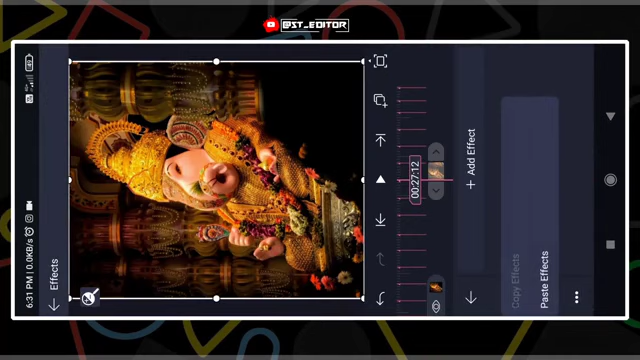 @ST_EDITOR
6:31 PM | 0.0KB/s
Effects
00:27:12
+ Add Effect
Copy Effects
Paste Effects